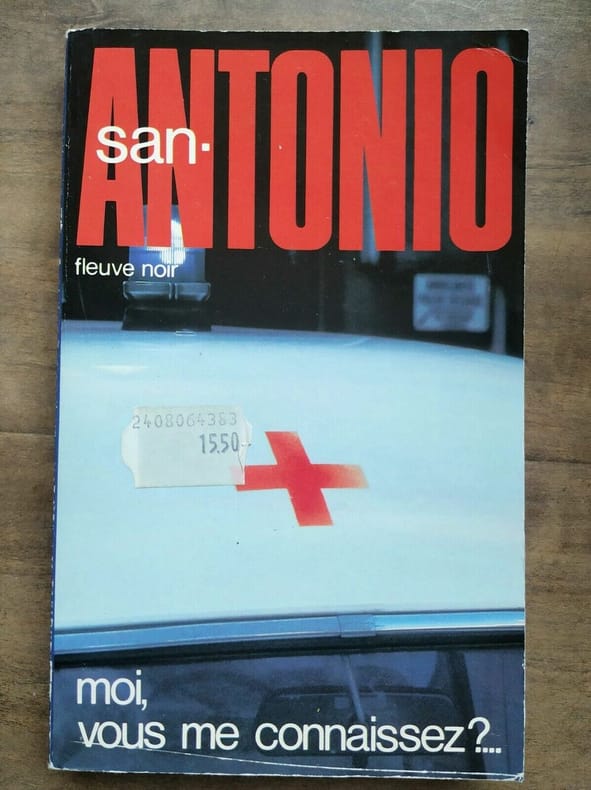 ANTONIO
san-
fleuve noir
2408064383
15.50
moi,
vous me connaissez?...